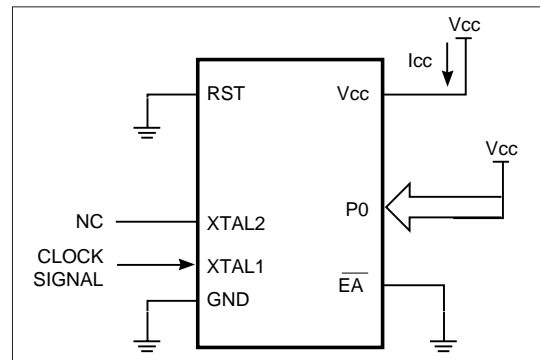 Vcc
Icc
RST
Vcc
Vcc
P0
NC
XTAL2
CLOCK
SIGNAL
XTAL1
EA
GND